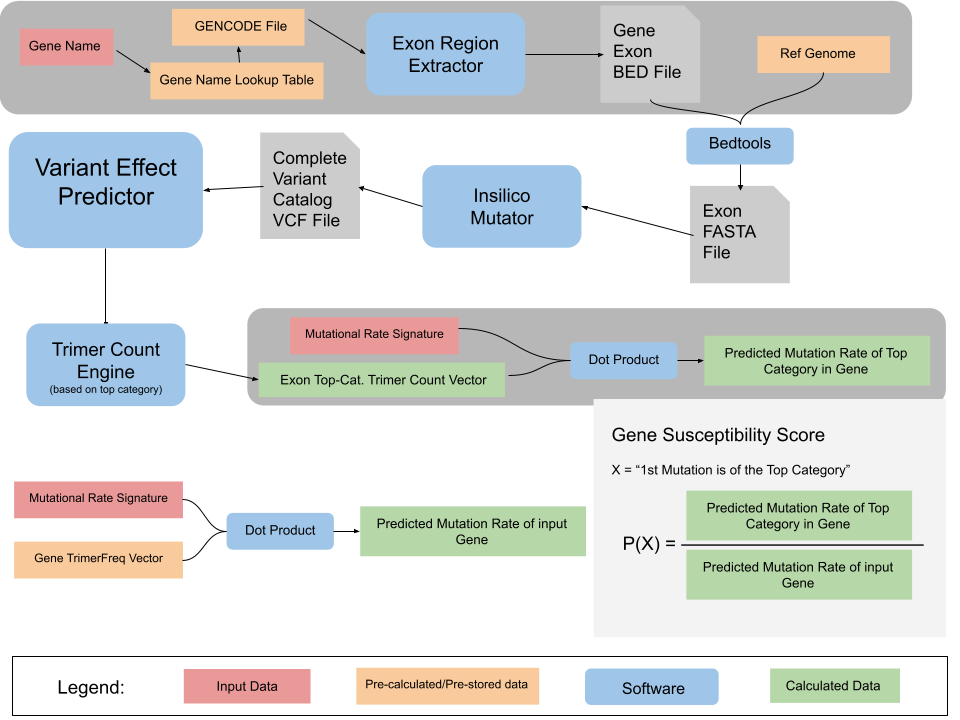 GENCODE File
Gene Name
Gene Name Lookup Table
Exon Region
Extractor
Gene
Exon
BED File
Ref Genome
Bedtools
Variant Effect
Predictor
Complete
Variant
Catalog
VCF File
Insilico
Mutator
Exon
FASTA
File
Trimer Count
Engine
(based on top category)
Mutational Rate Signature
Exon Top-Cat. Trimer Count Vector
Dot Product
Predicted Mutation Rate of Top
Category in Gene
Gene Susceptibility Score
X = “1st Mutation is of the Top Category”
P(X) =
Predicted Mutation Rate of Top
Category in Gene
Predicted Mutation Rate of input
Gene
Mutational Rate Signature
Gene TrimerFreq Vector
Dot Product
Predicted Mutation Rate of input
Gene
Legend:
Input Data
Pre-calculated/Pre-stored data
Software
Calculated Data